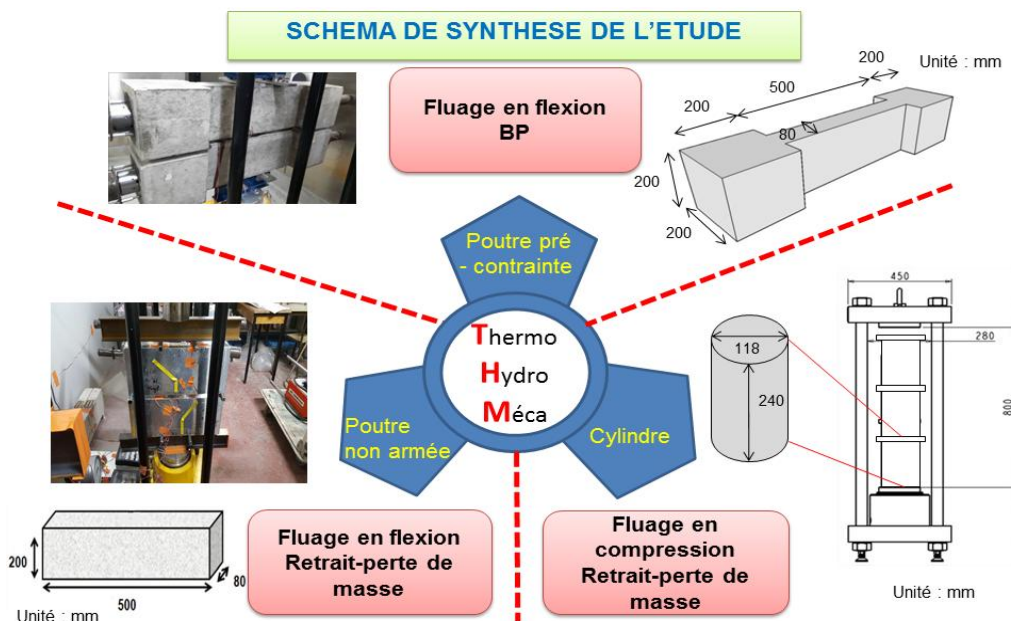 SCHEMA DE SYNTHESE DE L'ETUDE
Fluage en flexion
BP
200
Unité : mm
500
200
80
200
200
Poutre pré
- contrainte
Thermo
Hydro
Méca
Poutre
non armée
Cylindre
118
240
450
280
800
200
80
500
Unité : mm
Fluage en flexion
Retrait-perte de
masse
Fluage en
compression
Retrait-perte de
masse
Unité : mm